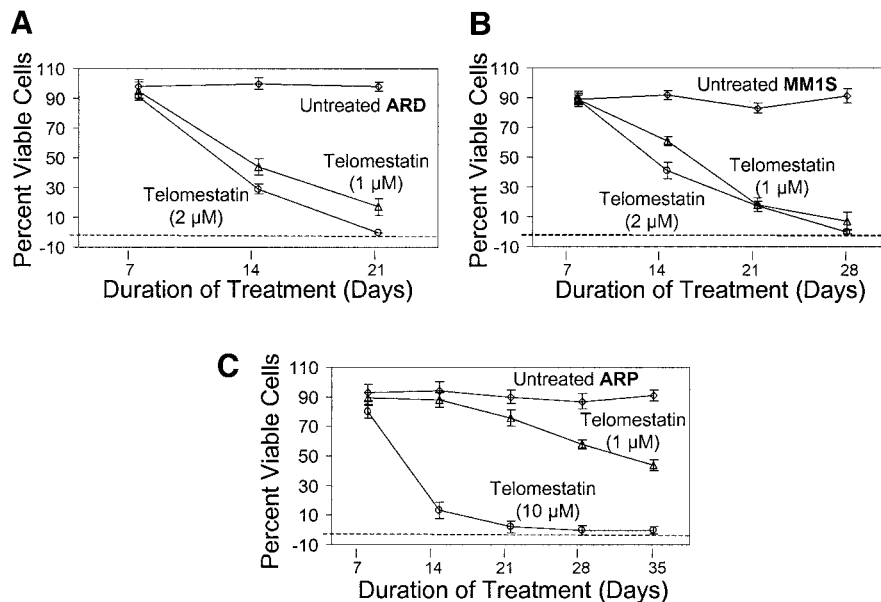 A
Percent Viable Cells
110
90
70
50
30
10
-10
Untreated ARD
Telomestatin
(1 µM)
Telomestatin
(2 µM)
7
14
21
Duration of Treatment (Days)
B
Percent Viable Cells
110
90
70
50
30
10
-10
Untreated MM1S
Telomestatin
(1 µM)
Telomestatin
(2 µM)
7
14
21
28
Duration of Treatment (Days)
C
Percent Viable Cells
110
90
70
50
30
10
-10
Untreated ARP
Telomestatin
(1 µM)
Telomestatin
(10 µM)
7
14
21
28
35
Duration of Treatment (Days)